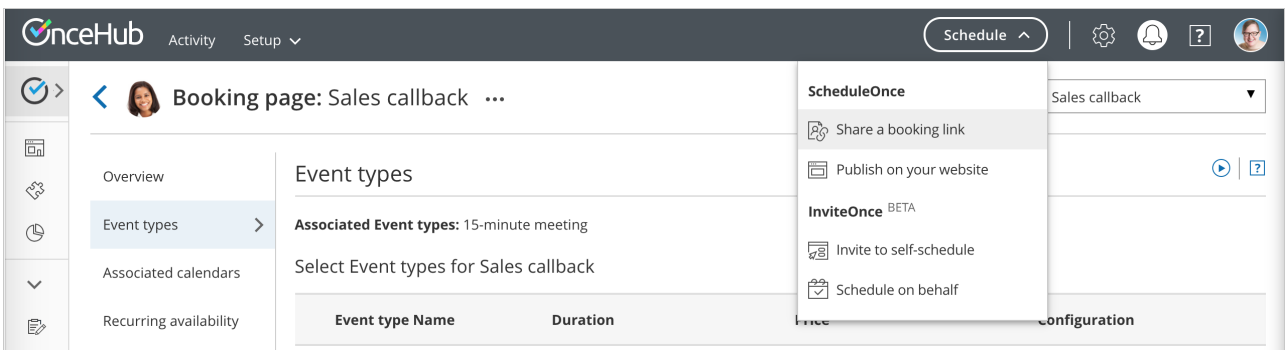 OnceHub Activity Setup Schedule ?
Booking page: Sales callback ... Sales callback
ScheduleOnce
Share a booking link
Publish on your website
InviteOnce BETA
Invite to self-schedule
Schedule on behalf
Overview
Event types
Associated calendars
Recurring availability
Event types ?
Associated Event types: 15-minute meeting
Select Event types for Sales callback
Event type Name Duration Price Configuration